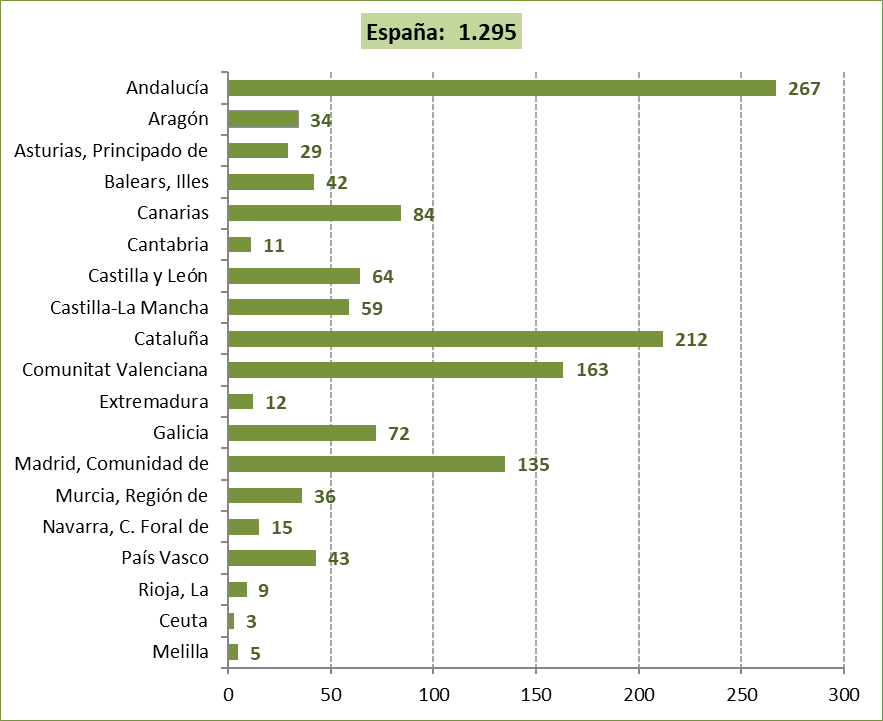 España: 1.295
Andalucía 267
Aragón 34
Asturias, Principado de 29
Balears, Illes 42
Canarias 84
Cantabria 11
Castilla y León 64
Castilla-La Mancha 59
Cataluña 212
Comunitat Valenciana 163
Extremadura 12
Galicia 72
Madrid, Comunidad de 135
Murcia, Región de 36
Navarra, C. Foral de 15
País Vasco 43
Rioja, La 9
Ceuta 3
Melilla 5
0 50 100 150 200 250 300